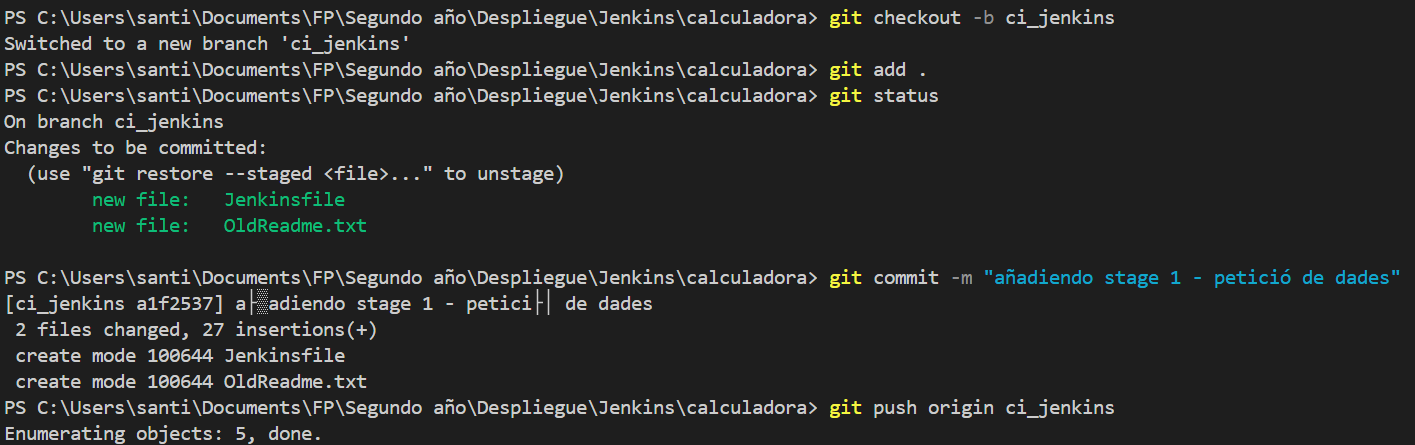 PS C:\Users\santi\Documents\FP\Segundo año\Despliegue\Jenkins\calculadora> git checkout -b ci_jenkins
Switched to a new branch 'ci_jenkins'
PS C:\Users\santi\Documents\FP\Segundo año\Despliegue\Jenkins\calculadora> git add .
PS C:\Users\santi\Documents\FP\Segundo año\Despliegue\Jenkins\calculadora> git status
On branch ci_jenkins
Changes to be committed:
  (use "git restore --staged <file>..." to unstage)
        new file:   Jenkinsfile
        new file:   OldReadme.txt

PS C:\Users\santi\Documents\FP\Segundo año\Despliegue\Jenkins\calculadora> git commit -m "añadiendo stage 1 - petició de dades"
[ci_jenkins a1f2537] a├▒adiendo stage 1 - petici├│ de dades
 2 files changed, 27 insertions(+)
 create mode 100644 Jenkinsfile
 create mode 100644 OldReadme.txt
PS C:\Users\santi\Documents\FP\Segundo año\Despliegue\Jenkins\calculadora> git push origin ci_jenkins
Enumerating objects: 5, done.